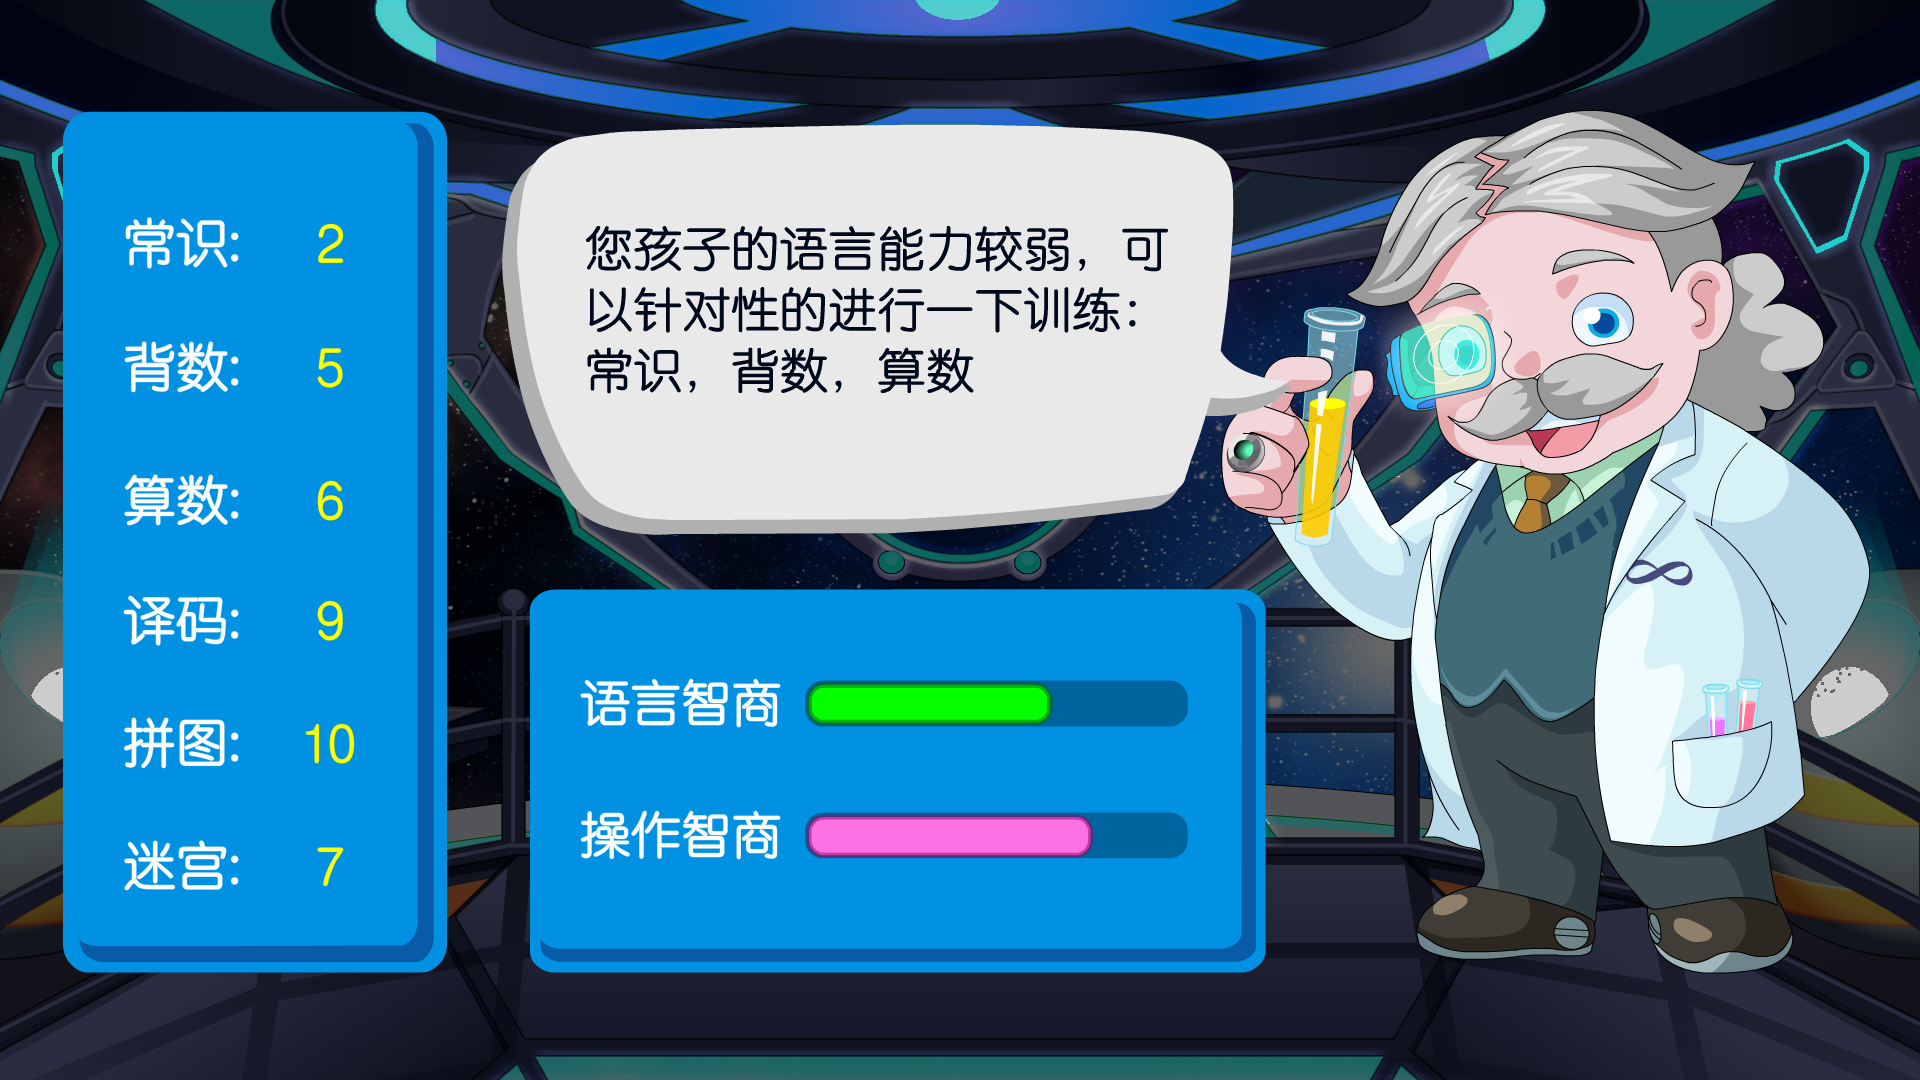 常识: 2
背数: 5
算数: 6
译码: 9
拼图: 10
迷宫: 7
您孩子的语言能力较弱，可
以针对性的进行一下训练：
常识，背数，算数
语言智商
操作智商